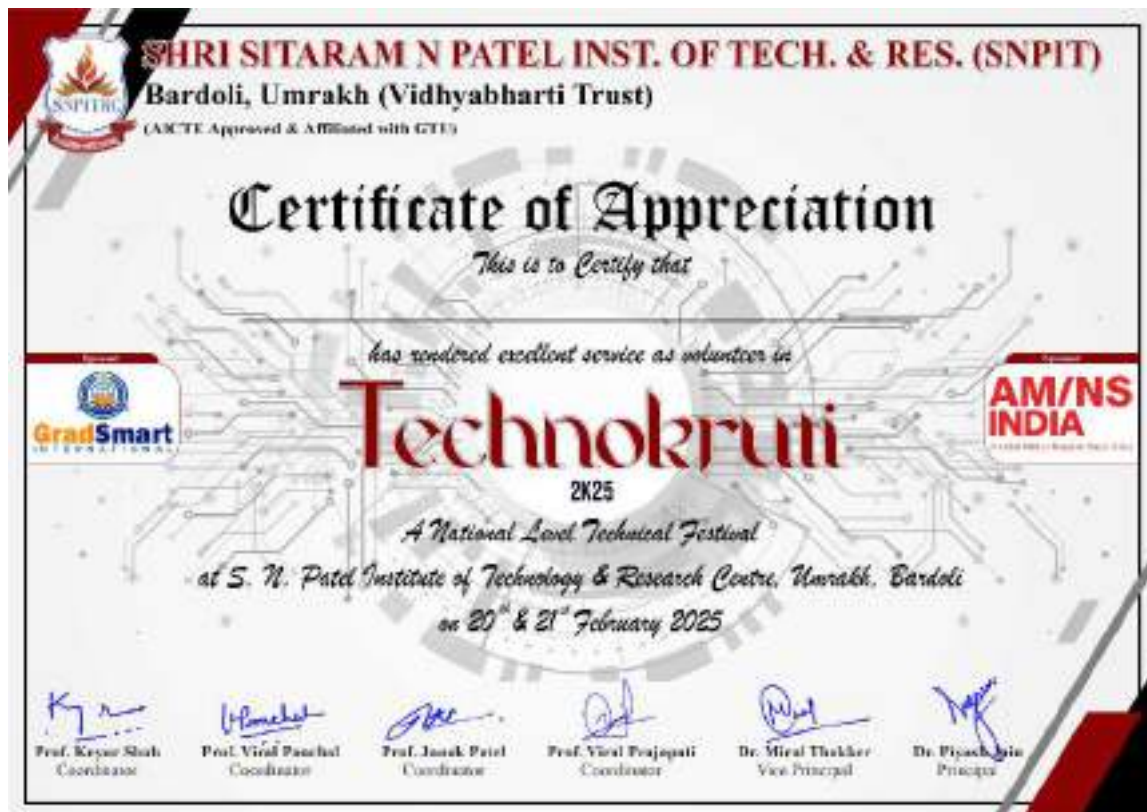 SHRI SITARAM N PATEL INST. OF TECH. & RES. (SNPIT)
SNPITRC
Bardoli, Umrakh (Vidhyabharti Trust)
(AICTE Approved & Affiliated with GTU)
Certificate of Appreciation
This is to Certify that
has rendered excellent service as volunteer in
Sponsor
GradSmart
INTERNATIONAL
Technokruti
2K25
Sponsor
AM/NS
INDIA
A National Level Technical Festival
at S. N. Patel Institute of Technology & Research Centre, Umrakh, Bardoli
on 20th & 21st February 2025
Prof. Keyur Shah
Coordinator
Prof. Viral Panchal
Coordinator
Prof. Janak Patel
Coordinator
Prof. Viral Prajapati
Coordinator
Dr. Miral Thakker
Vice Principal
Dr. Piyush Jain
Principal